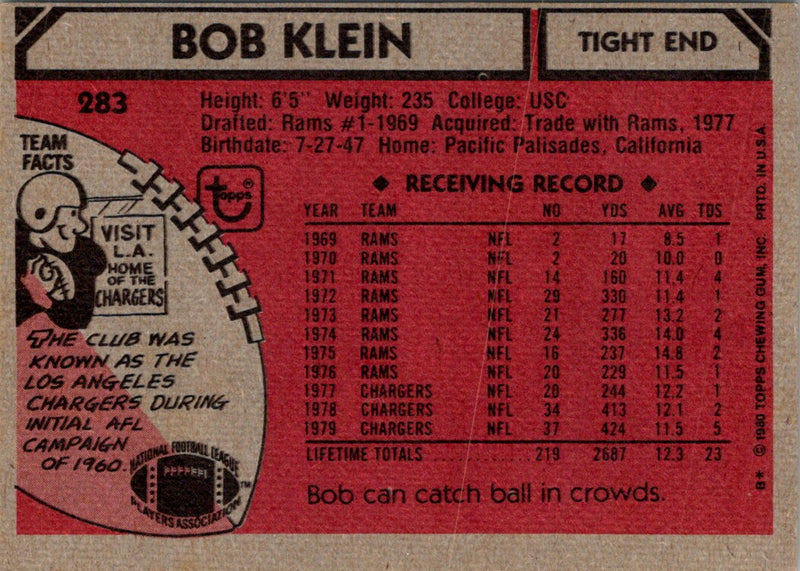 BOB KLEIN
TIGHT END
283
Height: 6'5" Weight: 235 College: USC
Drafted: Rams #1-1969 Acquired: Trade with Rams, 1977
Birthdate: 7-27-47 Home: Pacific Palisades, California
TEAM
FACTS
VISIT
L.A.
HOME
OF THE
CHARGERS
THE CLUB WAS
KNOWN AS THE
LOS ANGELES
CHARGERS DURING
INITIAL AFL
CAMPAIGN
OF 1960.
NATIONAL FOOTBALL LEAGUE
PLAYERS ASSOCIATION™
Topps®
◆ RECEIVING RECORD ◆
YEAR TEAM NO YDS AVG TDS
1969 RAMS NFL 2 17 8.5 1
1970 RAMS NFL 2 20 10.0 0
1971 RAMS NFL 14 160 11.4 4
1972 RAMS NFL 29 330 11.4 1
1973 RAMS NFL 21 277 13.2 2
1974 RAMS NFL 24 336 14.0 4
1975 RAMS NFL 16 237 14.8 2
1976 RAMS NFL 20 229 11.5 1
1977 CHARGERS NFL 20 244 12.2 1
1978 CHARGERS NFL 34 413 12.1 2
1979 CHARGERS NFL 37 424 11.5 5
LIFETIME TOTALS 219 2687 12.3 23
Bob can catch ball in crowds.
B* © 1980 TOPPS CHEWING GUM, INC. PRTD. IN U.S.A.